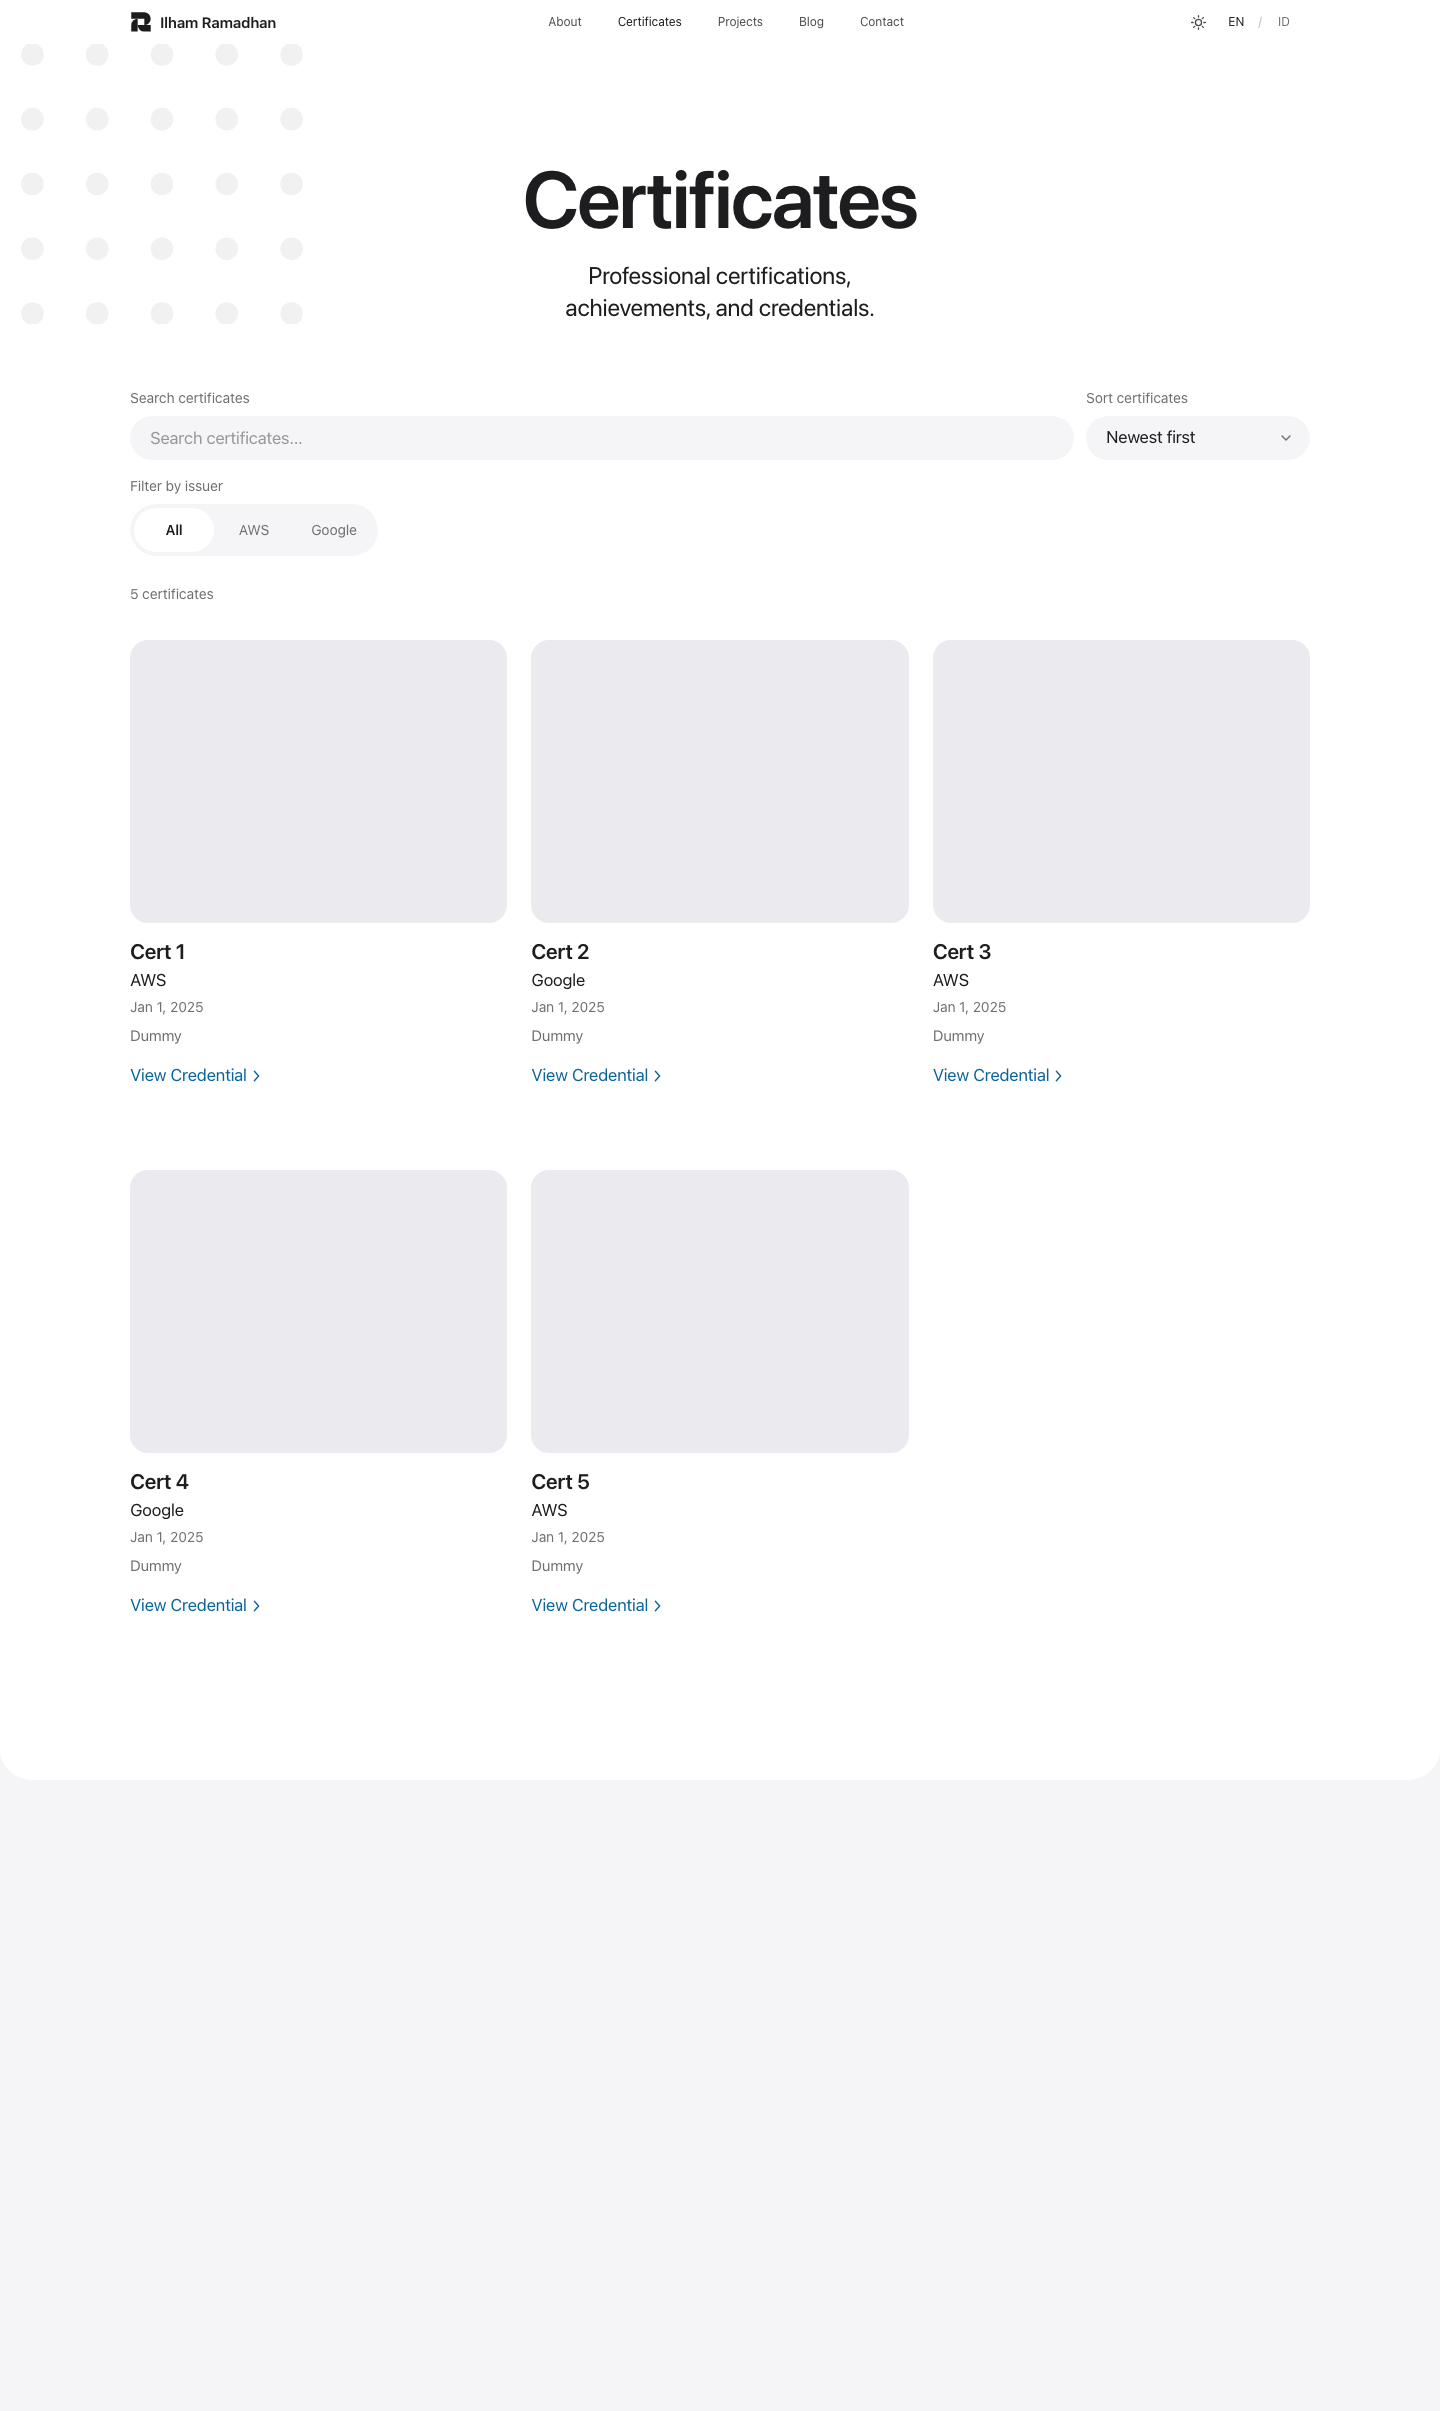 Ilham Ramadhan
About
Certificates
Projects
Blog
Contact
EN / ID
Certificates
Professional certifications,
achievements, and credentials.
Search certificates
Sort certificates
Search certificates...
Newest first
Filter by issuer
All
AWS
Google
5 certificates
Cert 1
AWS
Jan 1, 2025
Dummy
View Credential
Cert 2
Google
Jan 1, 2025
Dummy
View Credential
Cert 3
AWS
Jan 1, 2025
Dummy
View Credential
Cert 4
Google
Jan 1, 2025
Dummy
View Credential
Cert 5
AWS
Jan 1, 2025
Dummy
View Credential